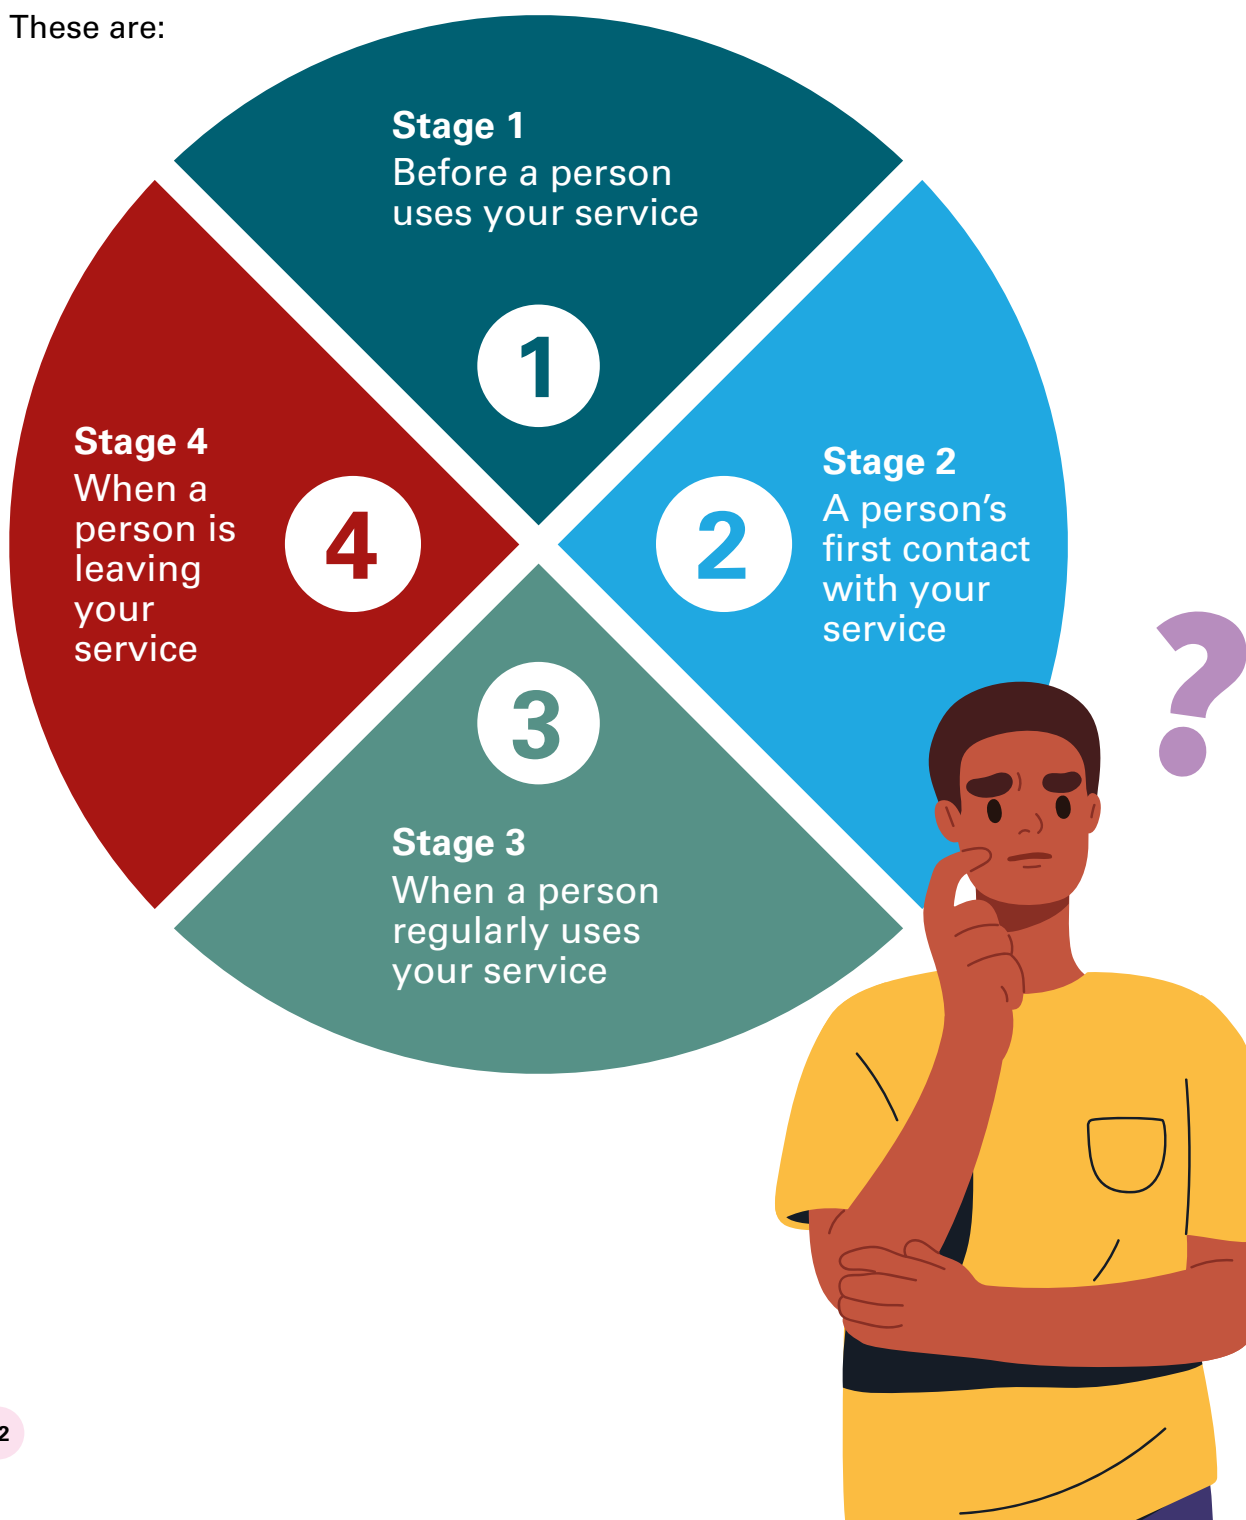 These are:
Stage 1
Before a person
uses your service
1
Stage 2
A person’s
first contact
with your
service
2
3
Stage 3
When a person
regularly uses
your service
Stage 4
When a
person is
leaving
your
service
4
?
2